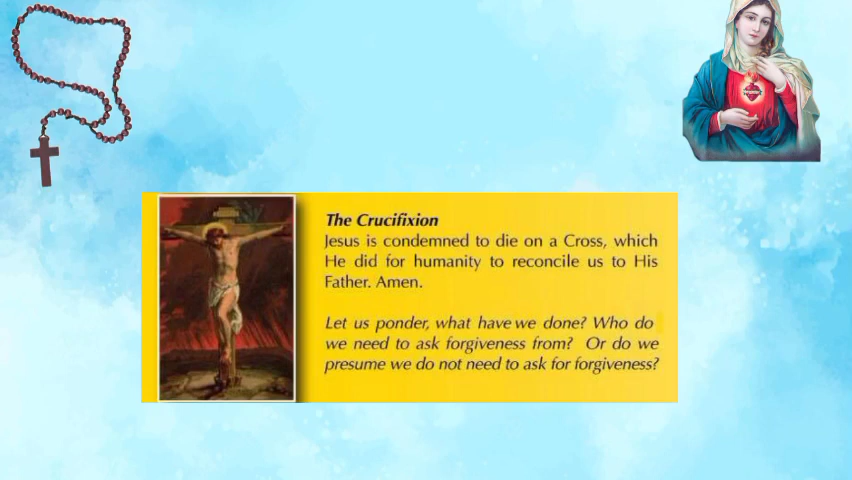 The Crucifixion
Jesus is condemned to die on a Cross, which
He did for humanity to reconcile us to His
Father. Amen.
Let us ponder, what have we done? Who do
we need to ask forgiveness from? Or do we
presume we do not need to ask for forgiveness?